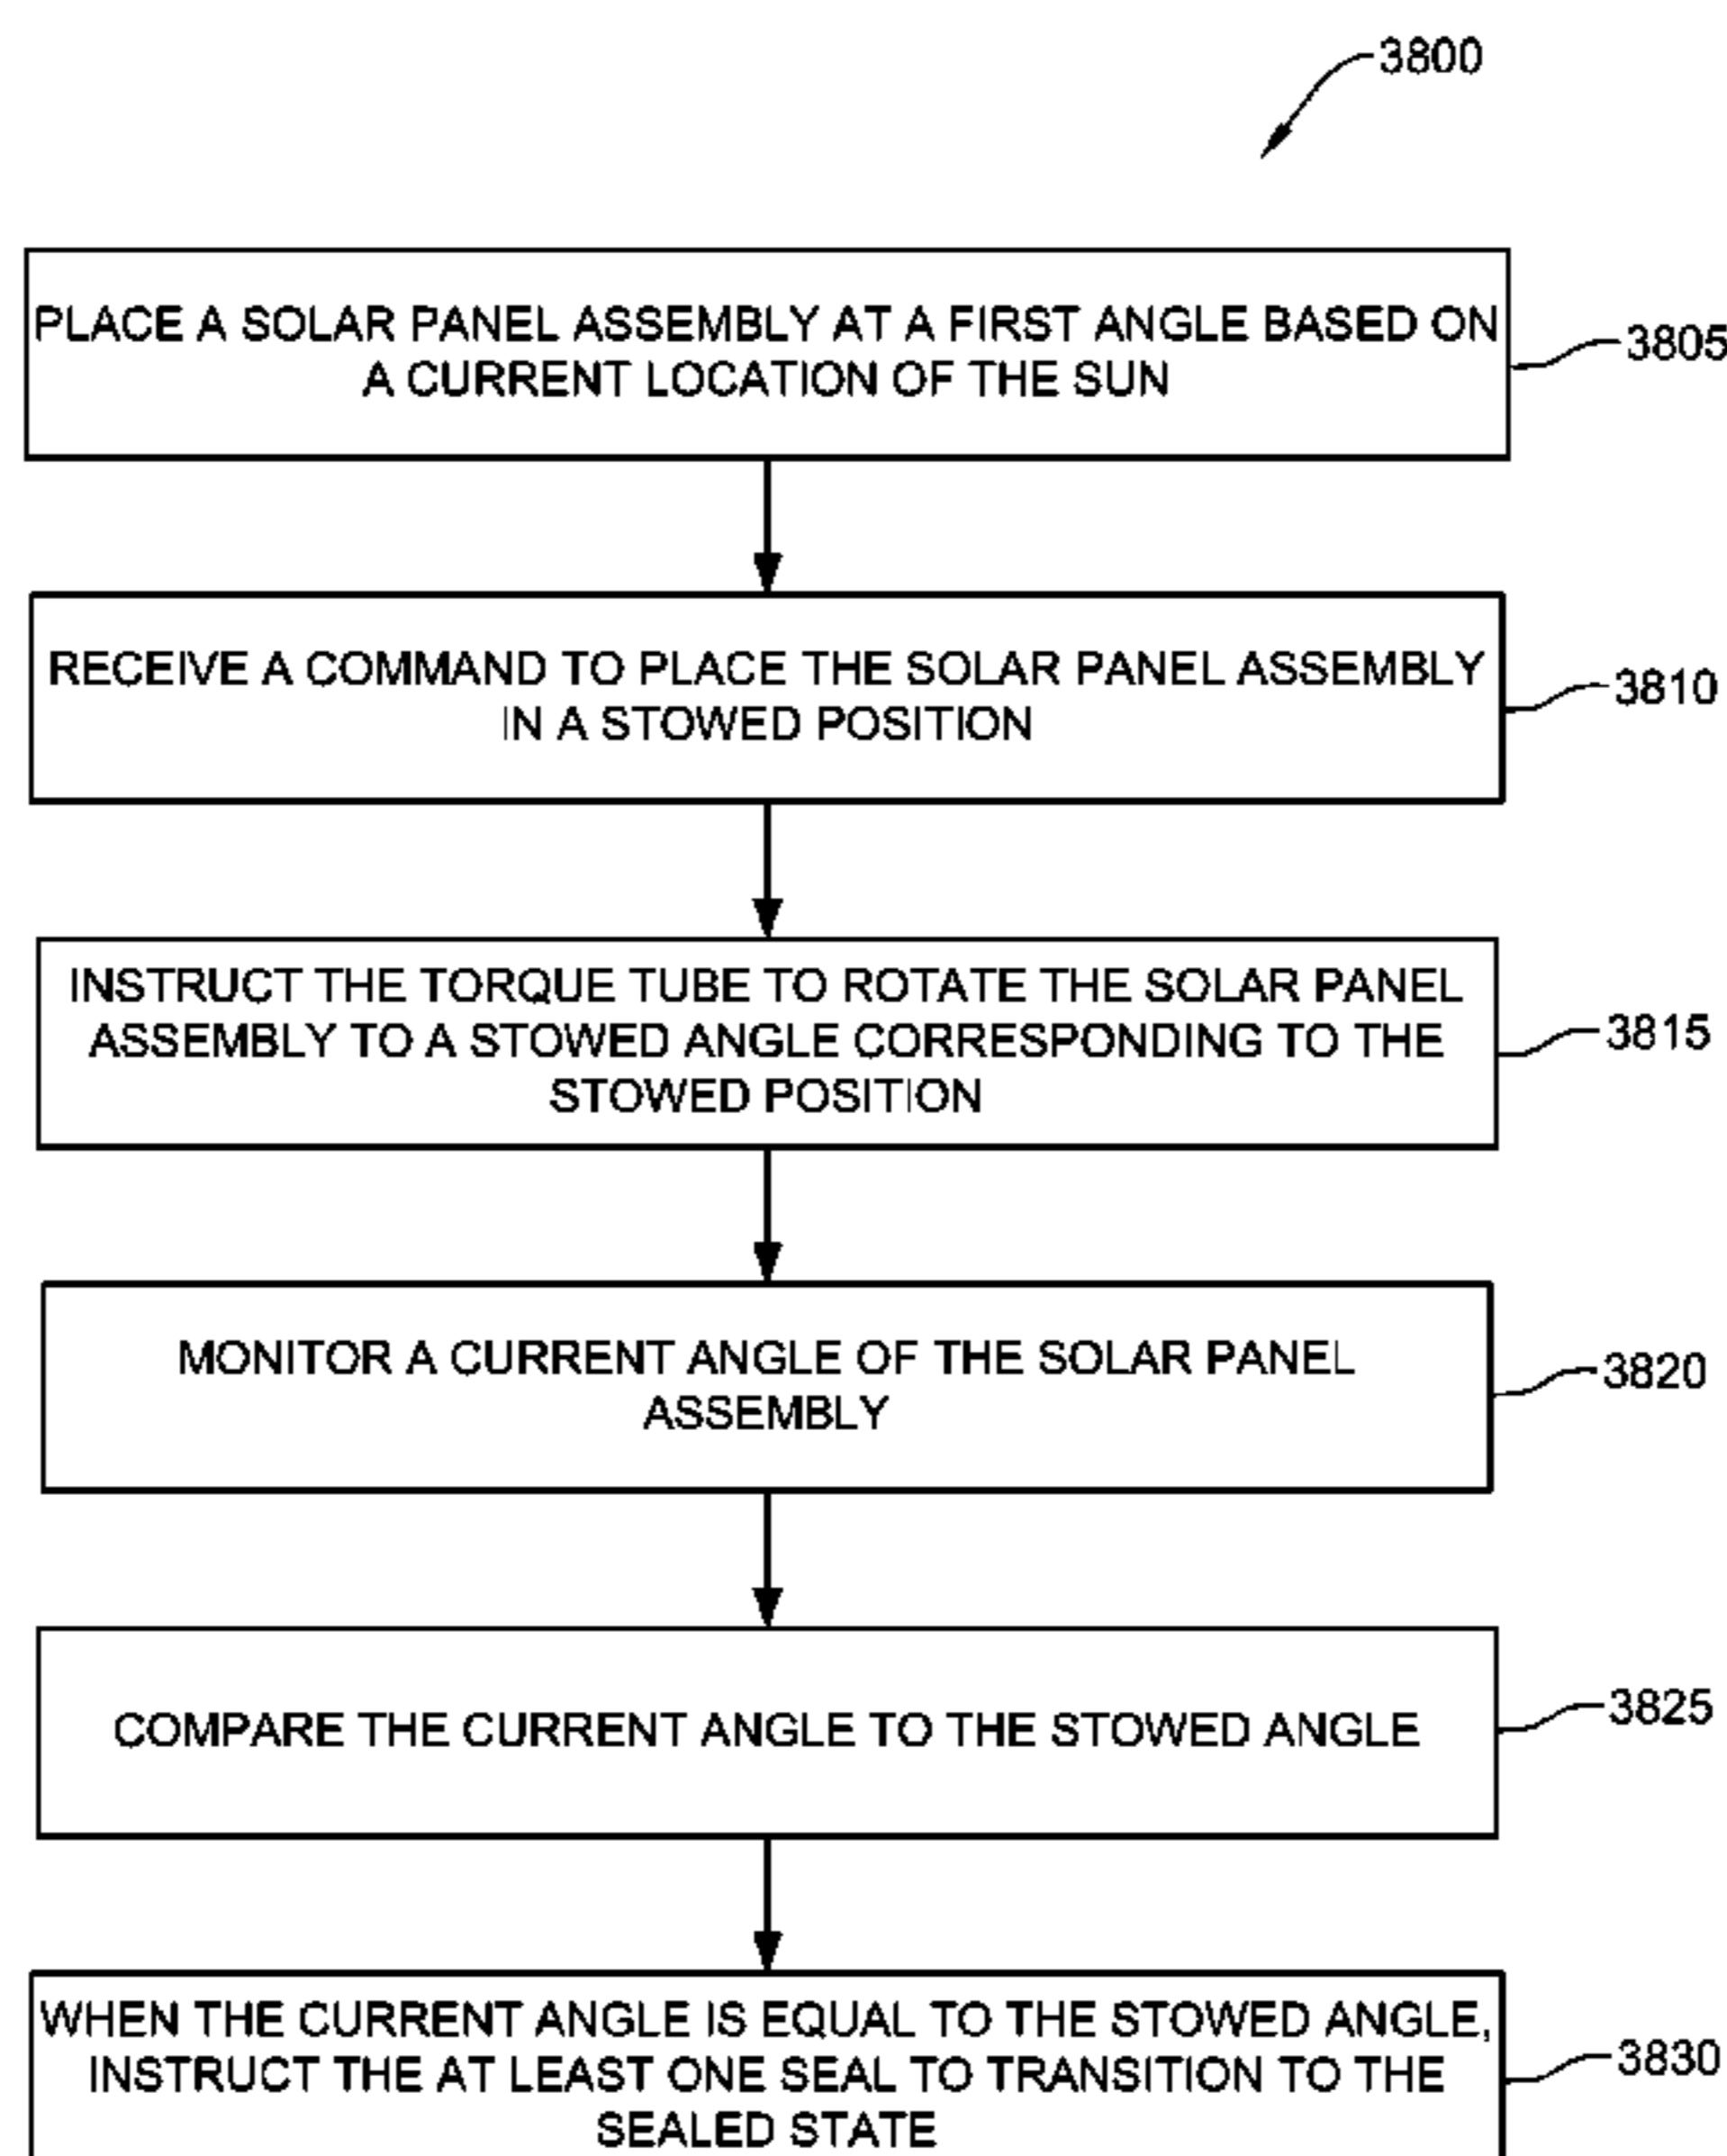 3800
PLACE A SOLAR PANEL ASSEMBLY AT A FIRST ANGLE BASED ON
A CURRENT LOCATION OF THE SUN
3805
RECEIVE A COMMAND TO PLACE THE SOLAR PANEL ASSEMBLY
IN A STOWED POSITION
3810
INSTRUCT THE TORQUE TUBE TO ROTATE THE SOLAR PANEL
ASSEMBLY TO A STOWED ANGLE CORRESPONDING TO THE
STOWED POSITION
3815
MONITOR A CURRENT ANGLE OF THE SOLAR PANEL
ASSEMBLY
3820
COMPARE THE CURRENT ANGLE TO THE STOWED ANGLE
3825
WHEN THE CURRENT ANGLE IS EQUAL TO THE STOWED ANGLE,
INSTRUCT THE AT LEAST ONE SEAL TO TRANSITION TO THE
SEALED STATE
3830